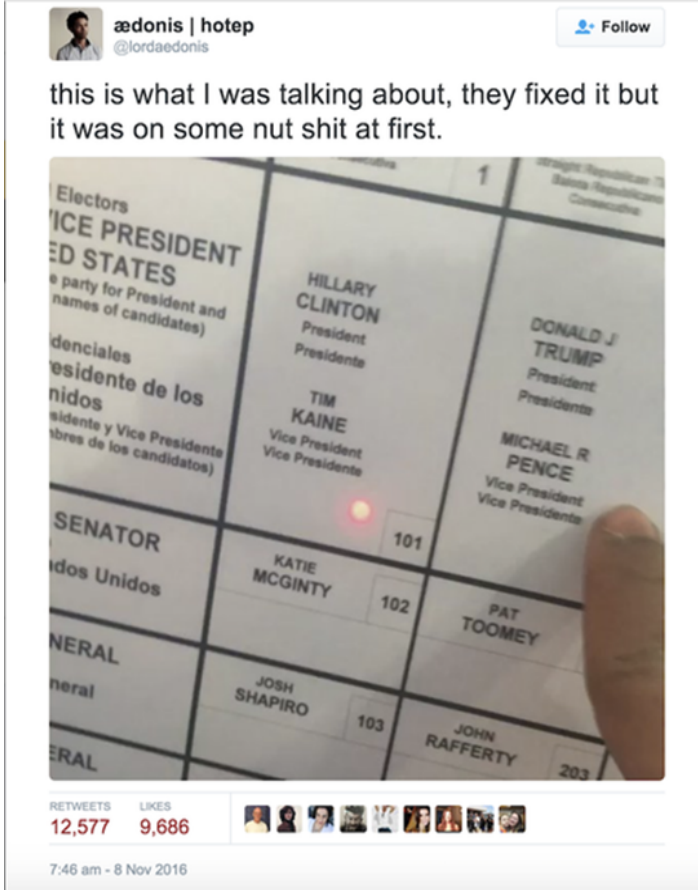 ædonis | hotep
@lordaedonis
Follow
this is what I was talking about, they fixed it but
it was on some nut shit at first.
1
Straight Republican
Consecutiva
Electors
ICE PRESIDENT
ED STATES
party for President and
names of candidates)
denciales
esidente de los
nidos
sidente y Vice Presidente
bres de los candidatos)
HILLARY
CLINTON
President
Presidente
TIM
KAINE
Vice President
Vice Presidente
101
DONALD J
TRUMP
President
Presidente
MICHAEL R
PENCE
Vice President
Vice Presidente
SENATOR
dos Unidos
KATIE
MCGINTY
102
PAT
TOOMEY
NERAL
neral
JOSH
SHAPIRO
103
JOHN
RAFFERTY
203
ERAL
RETWEETS
12,577
LIKES
9,686
7:46 am - 8 Nov 2016